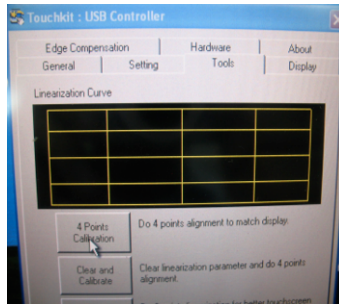 Touchkit : USB Controller
Edge Compensation Hardware About
General Setting Tools Display
Linearization Curve
4 Points
Calibration
Do 4 points alignment to match display.
Clear and
Calibrate
Clear linearization parameter and do 4 points
alignment.